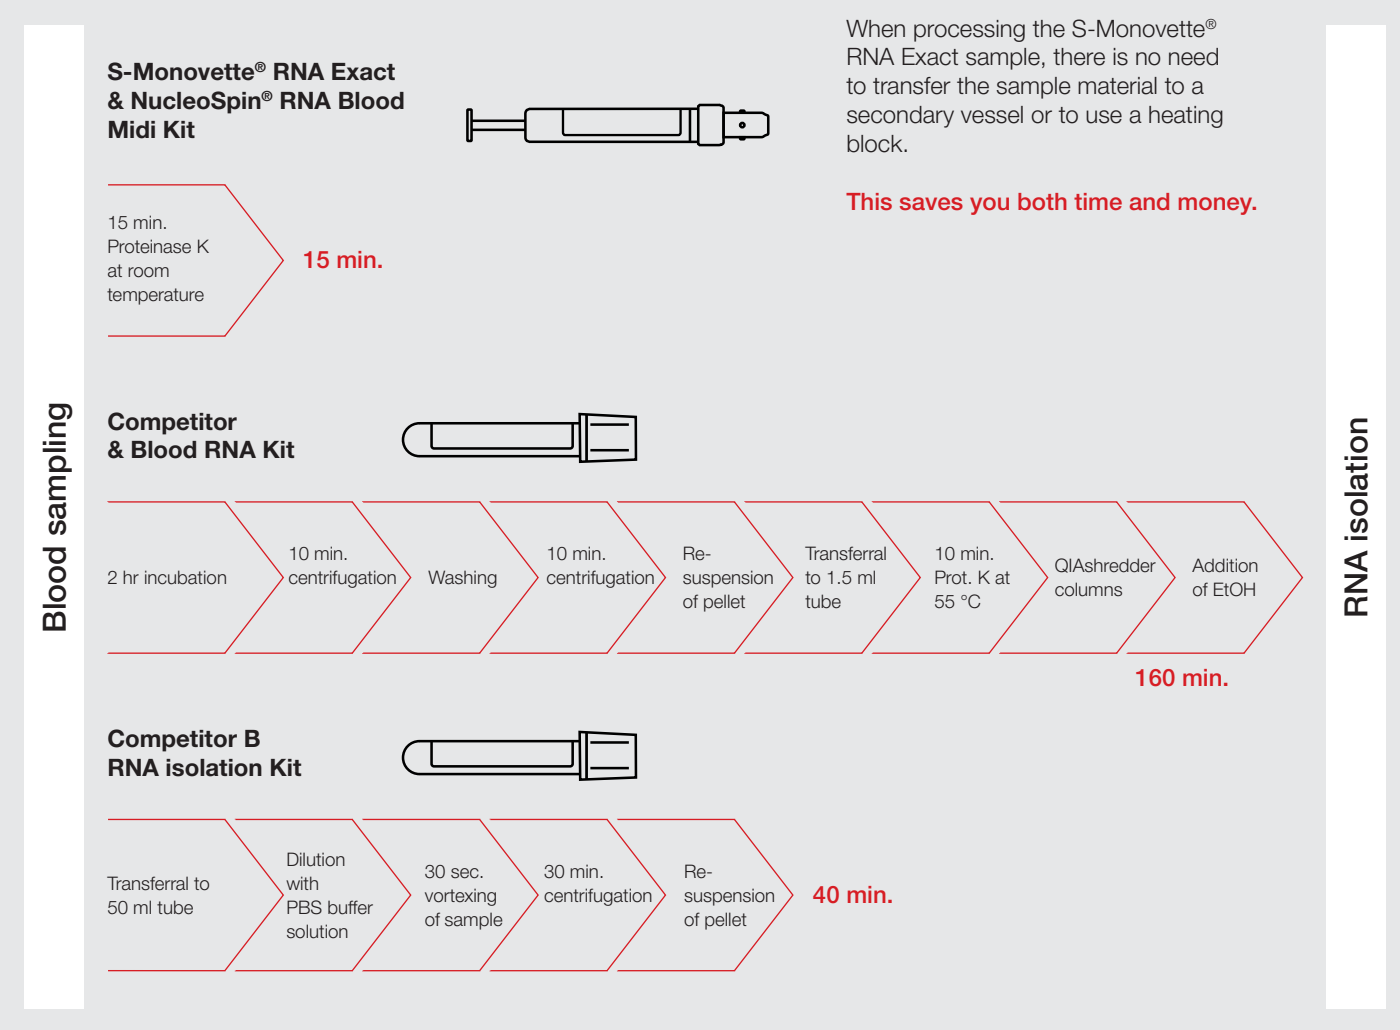 Blood sampling
S-Monovette® RNA Exact
& NucleoSpin® RNA Blood
Midi Kit
When processing the S-Monovette®
RNA Exact sample, there is no need
to transfer the sample material to a
secondary vessel or to use a heating
block.
This saves you both time and money.
15 min.
Proteinase K
at room
temperature
15 min.
Competitor
& Blood RNA Kit
2 hr incubation
10 min.
centrifugation
Washing
10 min.
centrifugation
Re-
suspension
of pellet
Transferral
to 1.5 ml
tube
10 min.
Prot. K at
55 °C
QIAshredder
columns
Addition
of EtOH
160 min.
Competitor B
RNA isolation Kit
Transferral to
50 ml tube
Dilution
with
PBS buffer
solution
30 sec.
vortexing
of sample
30 min.
centrifugation
Re-
suspension
of pellet
40 min.
RNA isolation